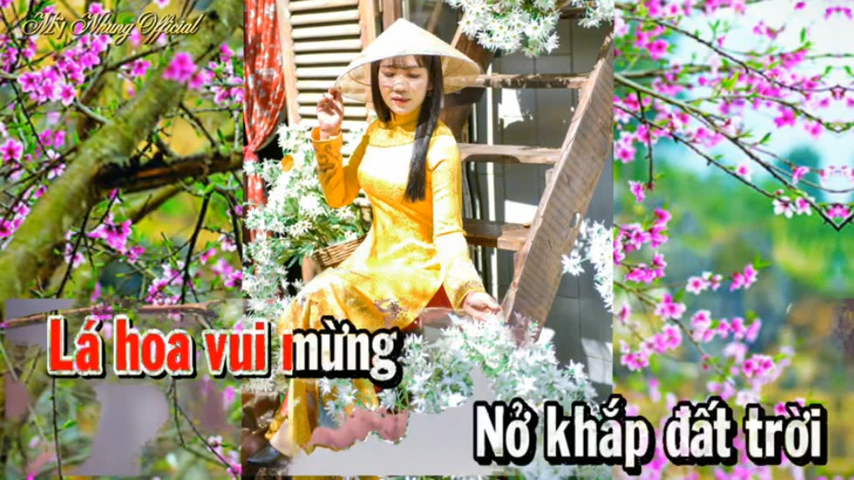 Mỹ Nhung Official
Lá hoa vui mừng
Nở khắp đất trời